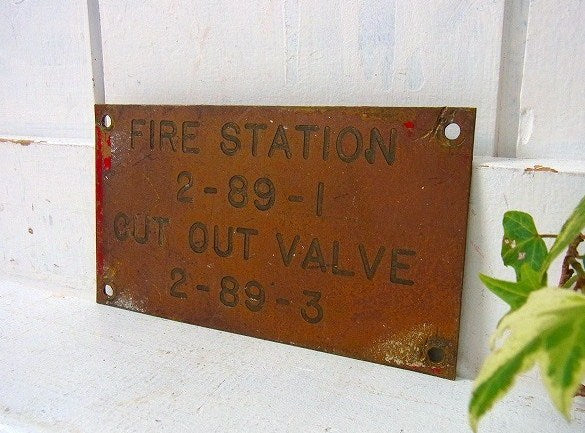 FIRE STATION
2-89-1
CUT OUT VALVE
2-89-3